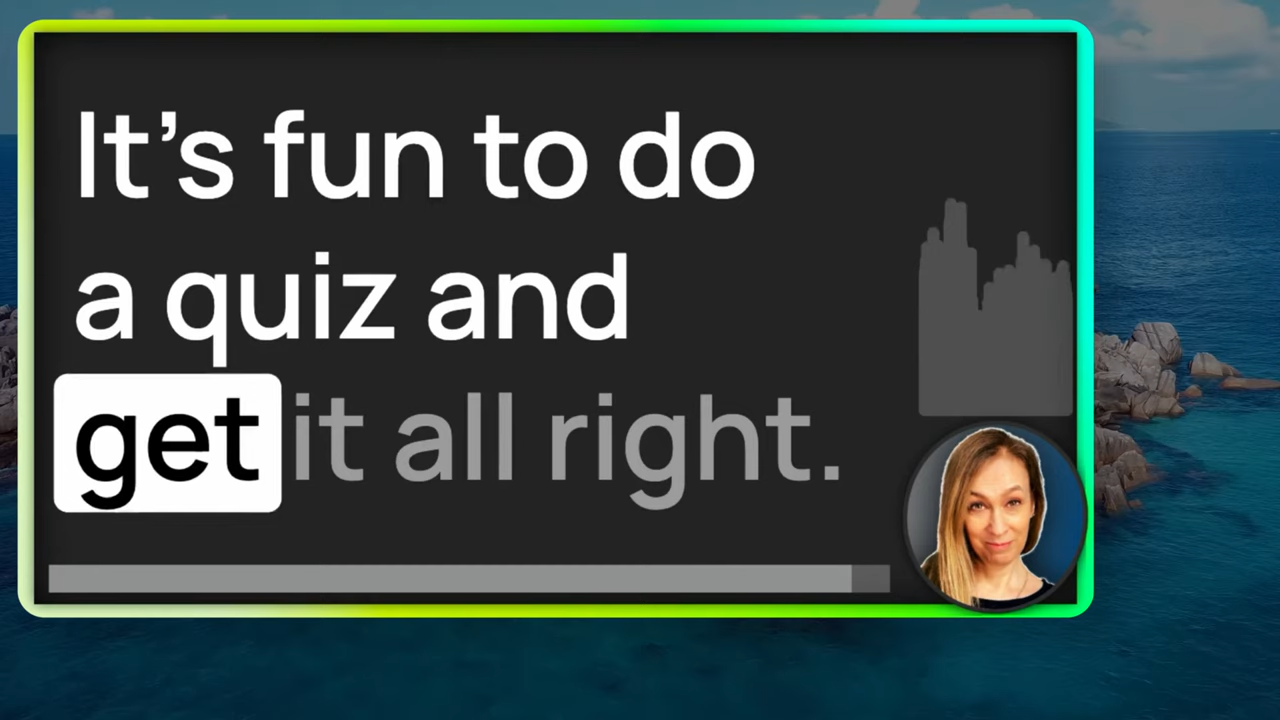 It’s fun to do
a quiz and
get it all right.